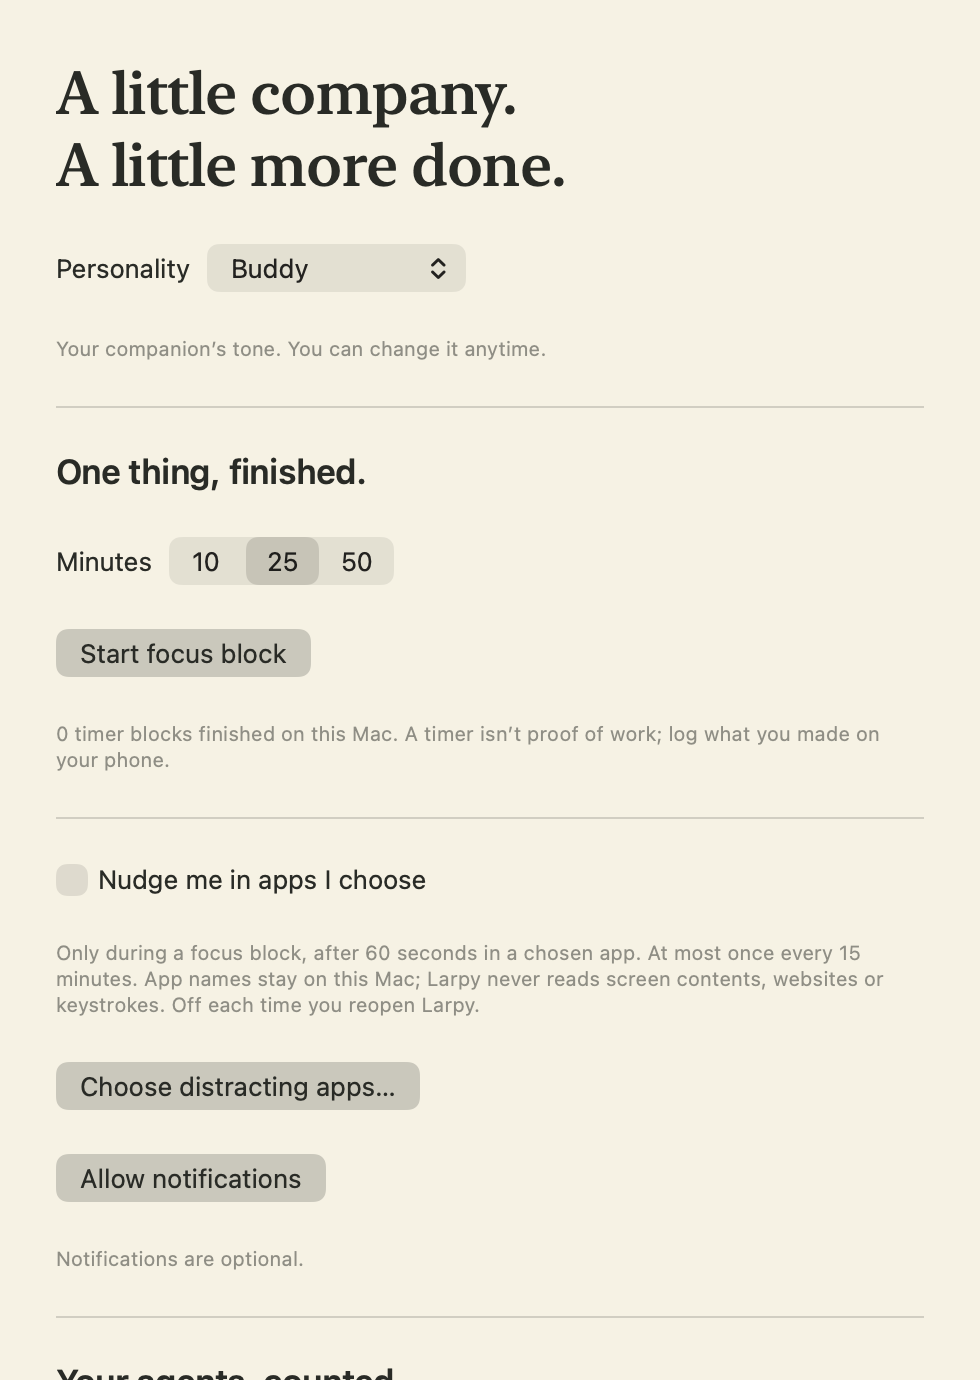 A little company.
A little more done.
Personality Buddy
Your companion’s tone. You can change it anytime.
One thing, finished.
Minutes 10 25 50
Start focus block
0 timer blocks finished on this Mac. A timer isn’t proof of work; log what you made on
your phone.
Nudge me in apps I choose
Only during a focus block, after 60 seconds in a chosen app. At most once every 15
minutes. App names stay on this Mac; Larpy never reads screen contents, websites or
keystrokes. Off each time you reopen Larpy.
Choose distracting apps…
Allow notifications
Notifications are optional.
Your agents, counted